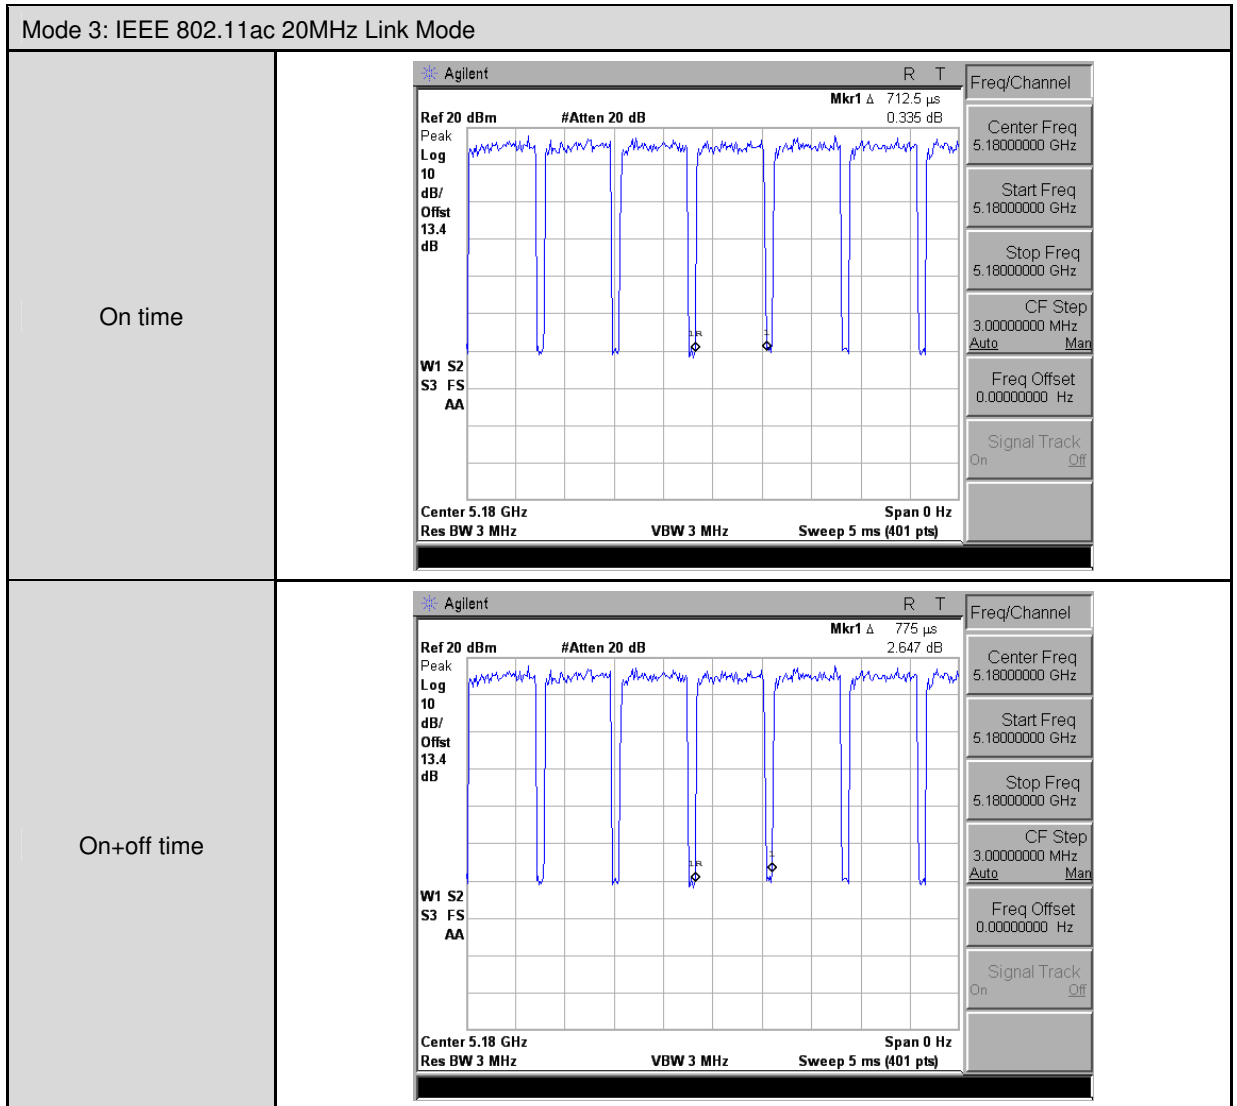 Mode 3: IEEE 802.11ac 20MHz Link Mode
On time
Agilent R T
Mkr1 Δ 712.5 µs
Ref 20 dBm #Atten 20 dB 0.335 dB
Peak
Log
10
dB/
Offst
13.4
dB
1R
1
W1 S2
S3 FS
AA
Center 5.18 GHz Span 0 Hz
Res BW 3 MHz VBW 3 MHz Sweep 5 ms (401 pts)
Freq/Channel
Center Freq
5.18000000 GHz
Start Freq
5.18000000 GHz
Stop Freq
5.18000000 GHz
CF Step
3.00000000 MHz
Auto Man
Freq Offset
0.00000000 Hz
Signal Track
On Off
On+off time
Agilent R T
Mkr1 Δ 775 µs
Ref 20 dBm #Atten 20 dB 2.647 dB
Peak
Log
10
dB/
Offst
13.4
dB
1R
1
W1 S2
S3 FS
AA
Center 5.18 GHz Span 0 Hz
Res BW 3 MHz VBW 3 MHz Sweep 5 ms (401 pts)
Freq/Channel
Center Freq
5.18000000 GHz
Start Freq
5.18000000 GHz
Stop Freq
5.18000000 GHz
CF Step
3.00000000 MHz
Auto Man
Freq Offset
0.00000000 Hz
Signal Track
On Off